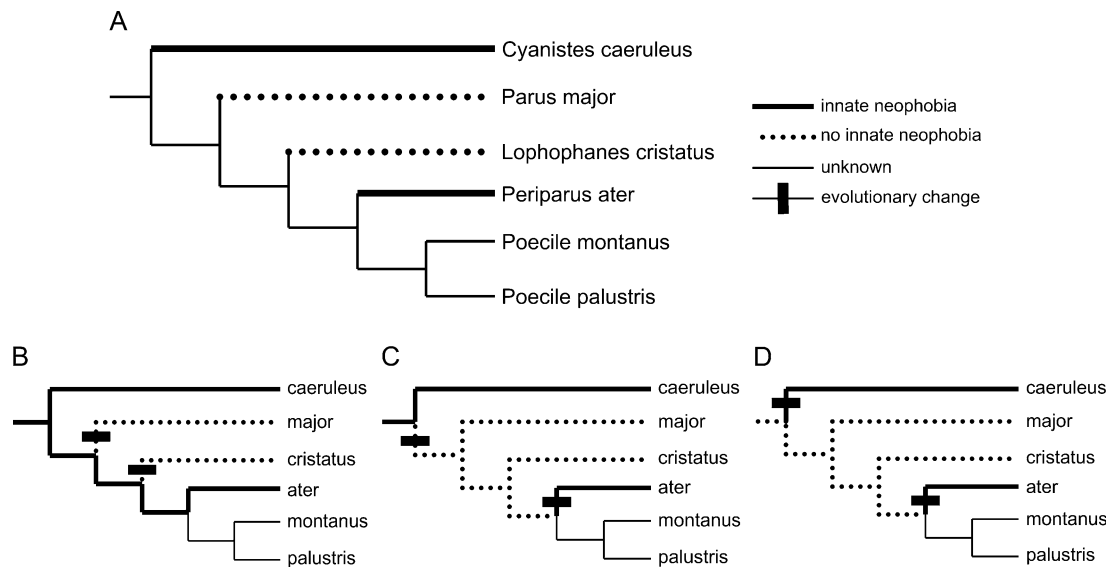 A
Cyanistes caeruleus
Parus major
Lophophanes cristatus
Periparus ater
Poecile montanus
Poecile palustris
innate neophobia
no innate neophobia
unknown
evolutionary change
B
caeruleus
major
cristatus
ater
montanus
palustris
C
caeruleus
major
cristatus
ater
montanus
palustris
D
caeruleus
major
cristatus
ater
montanus
palustris